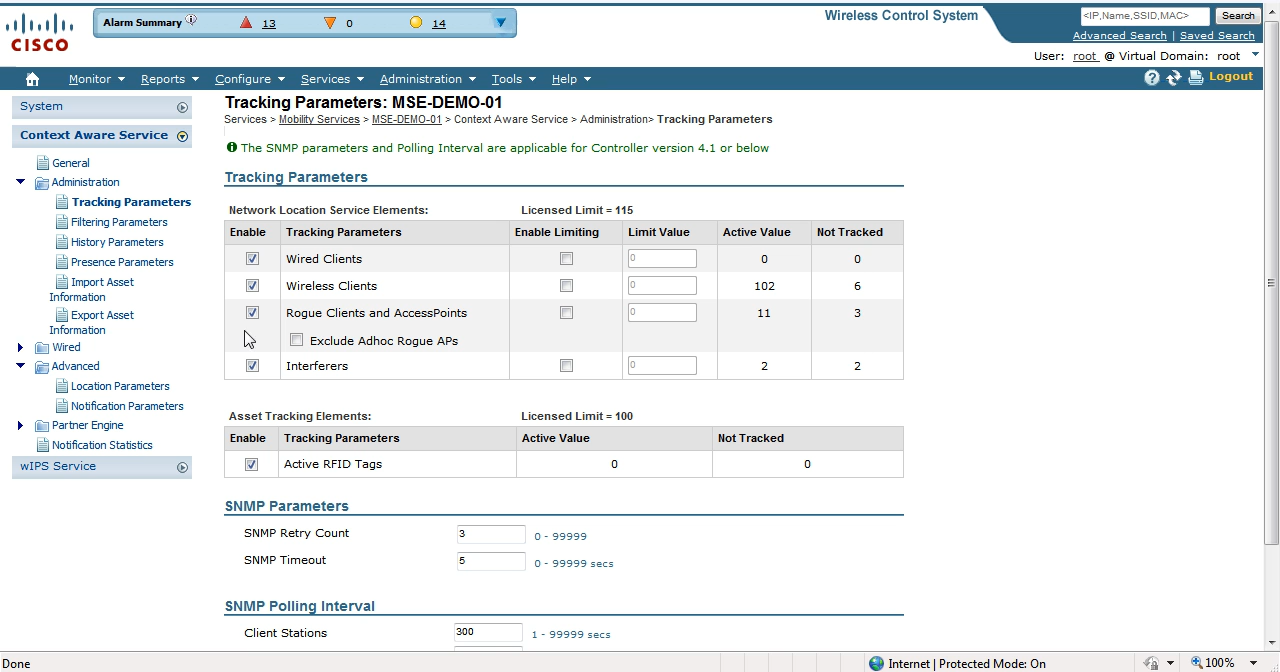 Alarm Summary 13 0 14
Wireless Control System
<IP,Name,SSID,MAC> Search
Advanced Search | Saved Search
CISCO
User: root @ Virtual Domain: root
Monitor Reports Configure Services Administration Tools Help Logout
System
Context Aware Service
General
Administration
Tracking Parameters
Filtering Parameters
History Parameters
Presence Parameters
Import Asset
Information
Export Asset
Information
Wired
Advanced
Location Parameters
Notification Parameters
Partner Engine
Notification Statistics
wIPS Service
Tracking Parameters: MSE-DEMO-01
Services > Mobility Services > MSE-DEMO-01 > Context Aware Service > Administration> Tracking Parameters
The SNMP parameters and Polling Interval are applicable for Controller version 4.1 or below
Tracking Parameters
Network Location Service Elements: Licensed Limit = 115
Enable Tracking Parameters Enable Limiting Limit Value Active Value Not Tracked
Wired Clients 0 0 0
Wireless Clients 0 102 6
Rogue Clients and AccessPoints 0 11 3
Exclude Adhoc Rogue APs
Interferers 0 2 2
Asset Tracking Elements: Licensed Limit = 100
Enable Tracking Parameters Active Value Not Tracked
Active RFID Tags 0 0
SNMP Parameters
SNMP Retry Count 3 0 - 99999
SNMP Timeout 5 0 - 99999 secs
SNMP Polling Interval
Client Stations 300 1 - 99999 secs
Done Internet | Protected Mode: On 100%